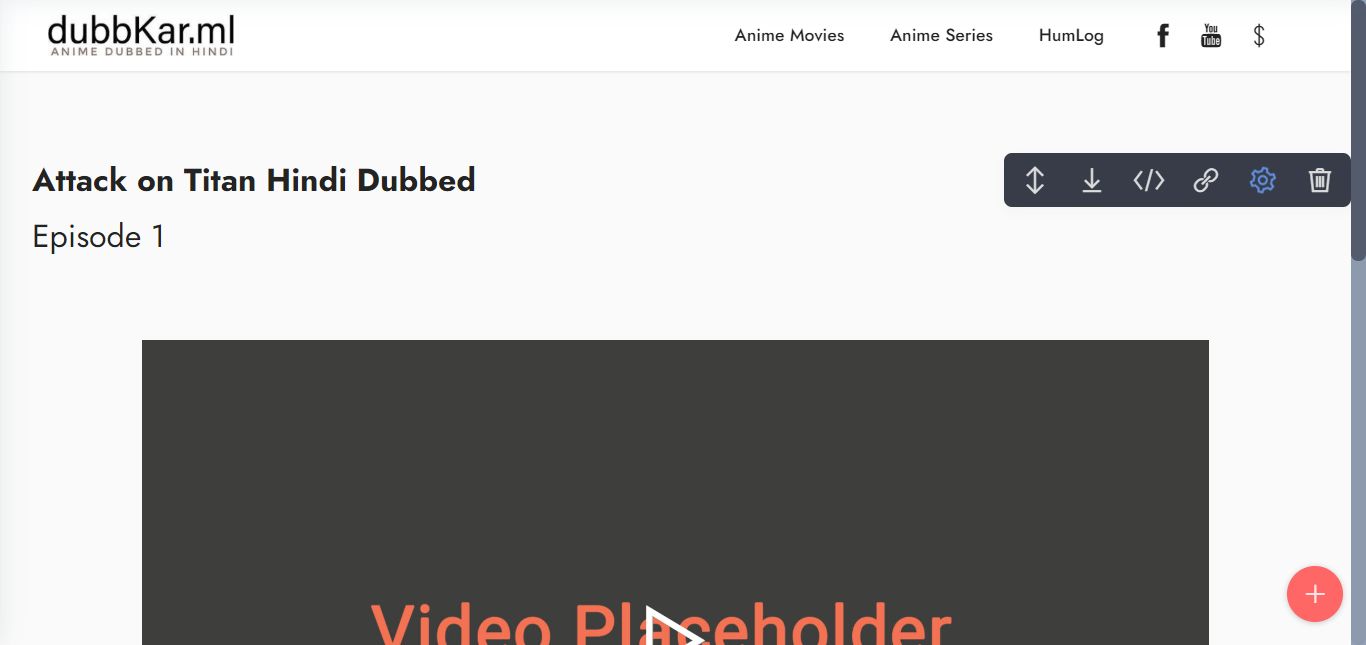 dubbKar.ml
ANIME DUBBED IN HINDI
Anime Movies Anime Series HumLog
You Tube
Attack on Titan Hindi Dubbed
Episode 1
Video Placeholder